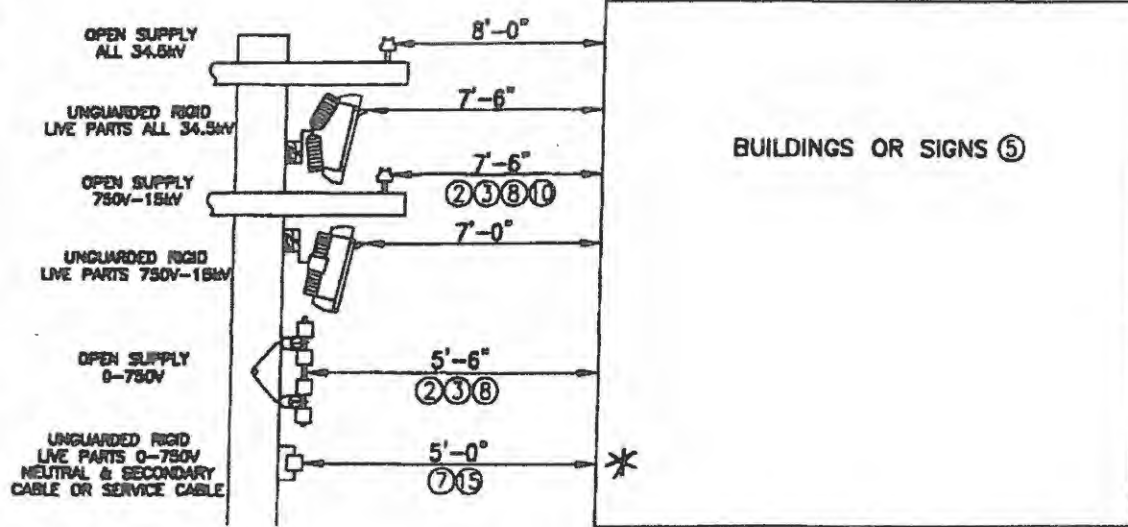 OPEN SUPPLY
ALL 34.5kV
8'-0"
UNGUARDED RIGID
LIVE PARTS ALL 34.5kV
7'-6"
BUILDINGS OR SIGNS ⑤
OPEN SUPPLY
750V-15kV
7'-6"
②③⑧⑩
UNGUARDED RIGID
LIVE PARTS 750V-15kV
7'-0"
OPEN SUPPLY
0-750V
5'-6"
②③⑧
UNGUARDED RIGID
LIVE PARTS 0-750V
NEUTRAL & SECONDARY
CABLE OR SERVICE CABLE
5'-0"
⑦⑮